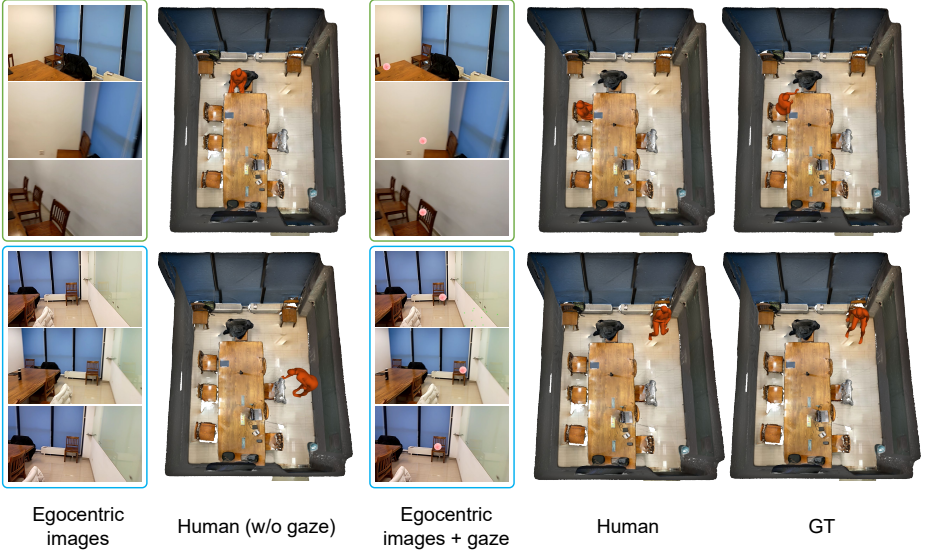 Egocentric
images
Human (w/o gaze)
Egocentric
images + gaze
Human
GT